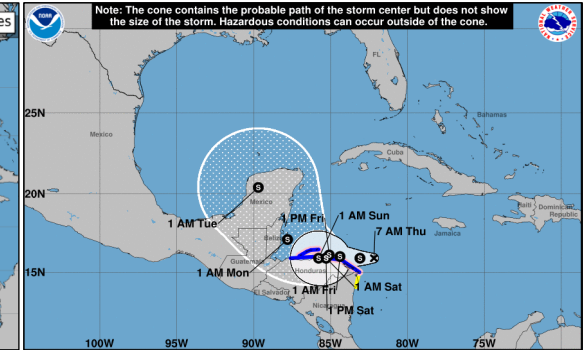 es
Note: The cone contains the probable path of the storm center but does not show
the size of the storm. Hazardous conditions can occur outside of the cone.
NOAA
FL
25N
Bahamas
Mexico
Cuba
20N
S
Mexico
Haiti
Dominican
Republic
1 AM Tue
1 PM Fri
1 AM Sun
7 AM Thu
Jamaica
Belize
S
Guatemala
S S S S S
15N
1 AM Mon
Honduras
1 AM Fri
1 AM Sat
El Salvador
Nicaragua
1 PM Sat
100W
95W
90W
85W
80W
75W